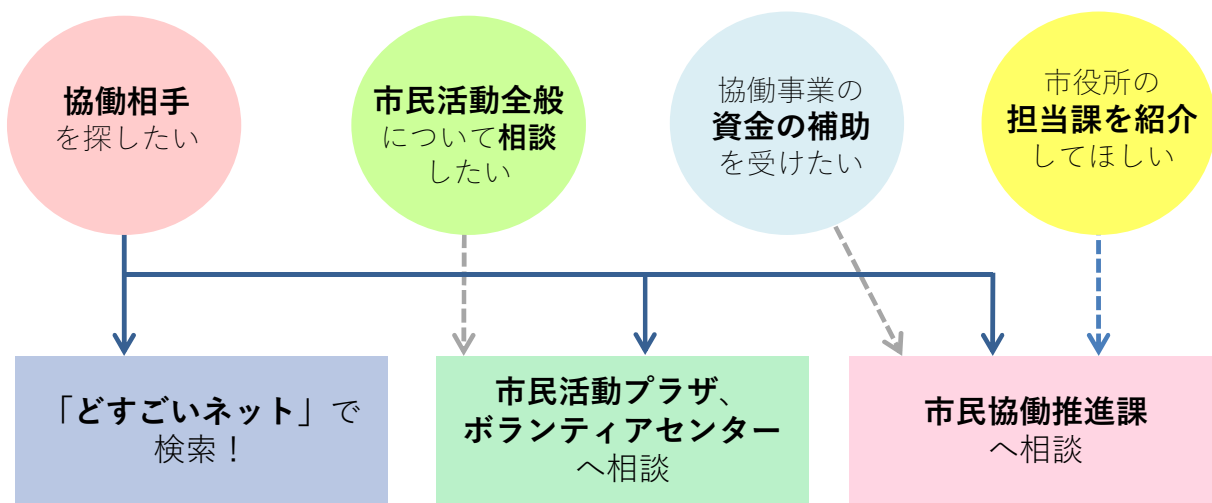 協働相手
を探したい
市民活動全般
について相談
したい
協働事業の
資金の補助
を受けたい
市役所の
担当課を紹介
してほしい
「どすごいネット」で
検索！
市民活動プラザ、
ボランティアセンター
へ相談
市民協働推進課
へ相談